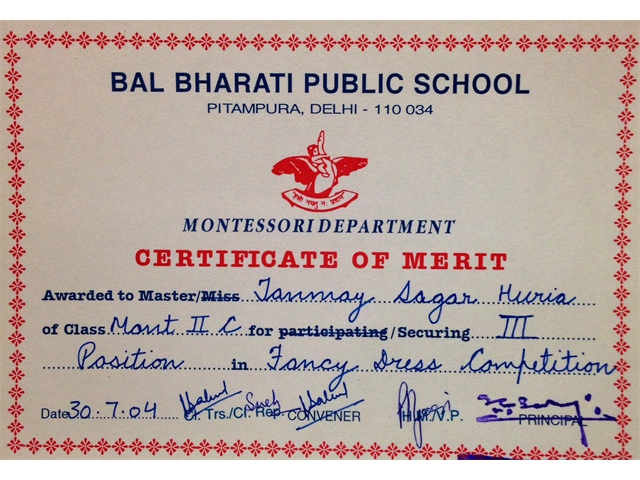 BAL BHARATI PUBLIC SCHOOL
PITAMPURA, DELHI - 110 034
MONTESSORI DEPARTMENT
CERTIFICATE OF MERIT
Awarded to Master/Miss Tanmay Sagar Huria
of Class Mont II C for participating/Securing III
Position in Fancy Dress Competition
Date 30.7.04 Cl. Trs./Cl. Rep. CONVENER H.M./V.P. PRINCIPAL